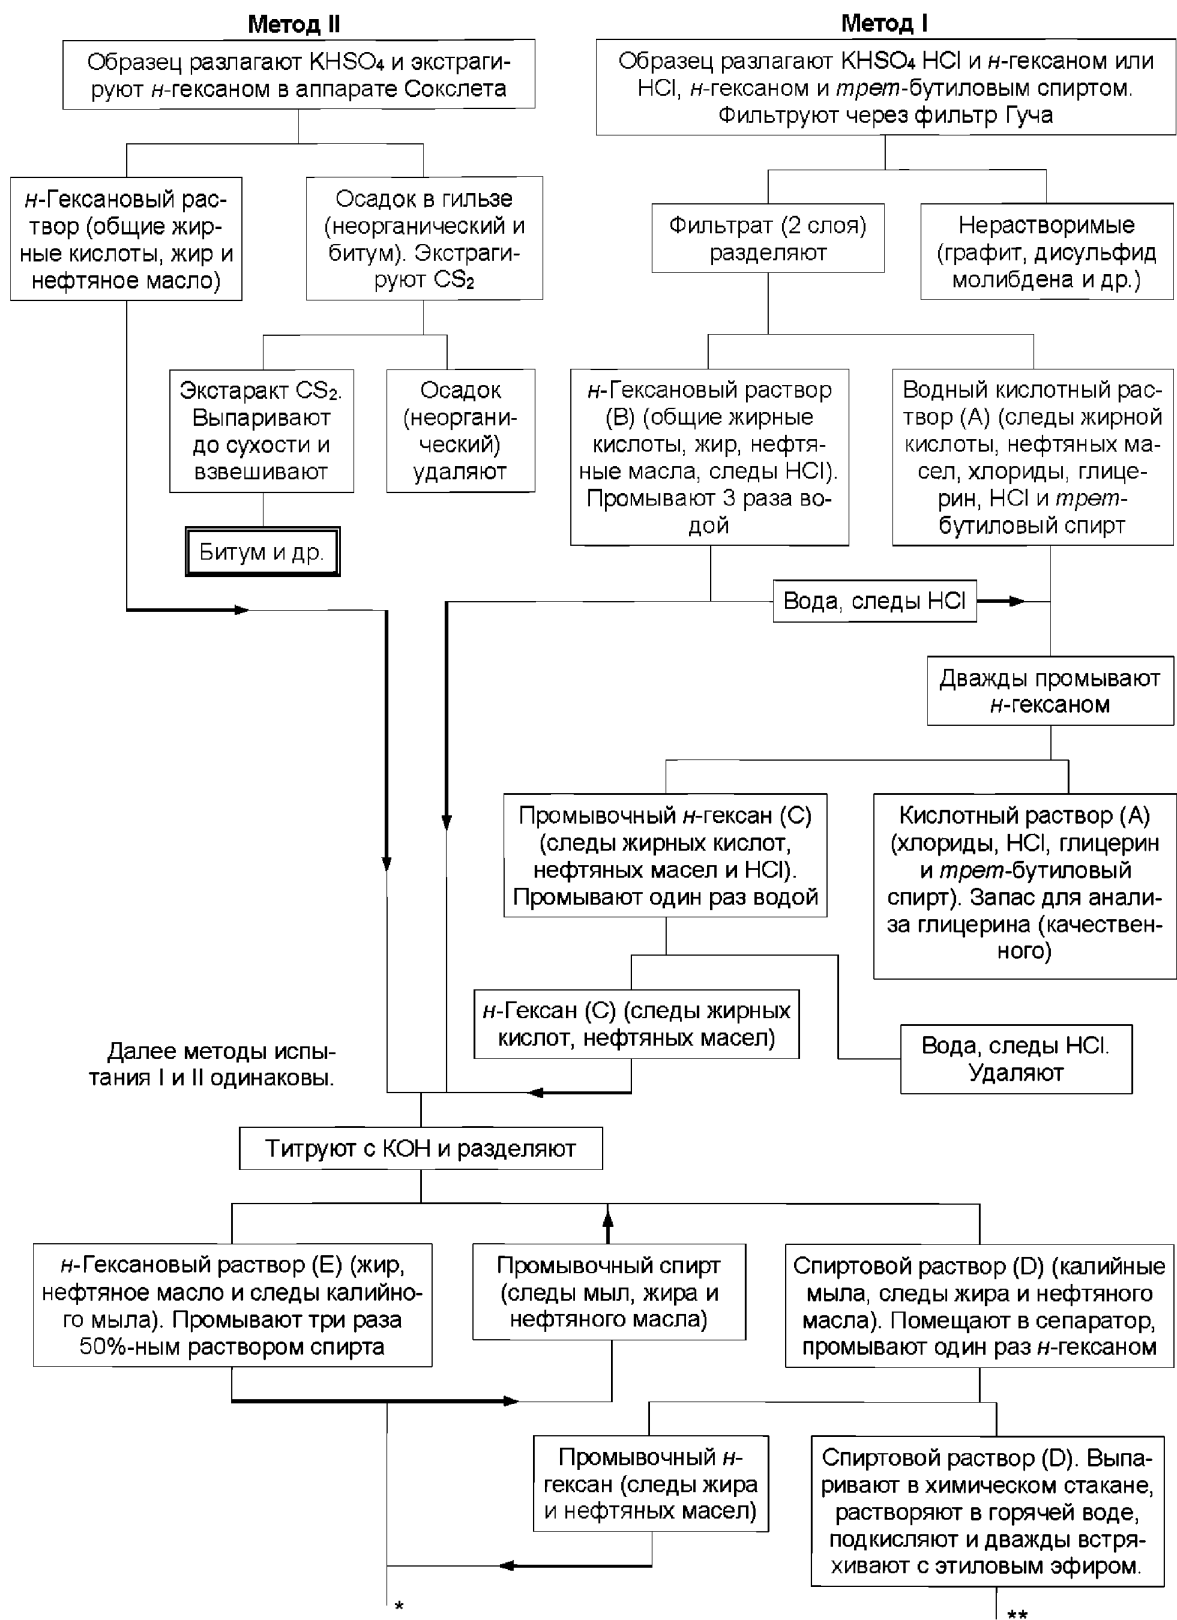 Метод II
Метод I
Образец разлагают KHSO₄ и экстраги-
руют н-гексаном в аппарате Сокслета
Образец разлагают KHSO₄ HCl и н-гексаном или
HCl, н-гексаном и трет-бутиловым спиртом.
Фильтруют через фильтр Гуча
н-Гексановый рас-
твор (общие жир-
ные кислоты, жир и
нефтяное масло)
Осадок в гильзе
(неорганический и
битум). Экстраги-
руют CS₂
Фильтрат (2 слоя)
разделяют
Нерастворимые
(графит, дисульфид
молибдена и др.)
Экстаракт CS₂.
Выпаривают
до сухости и
взвешивают
Осадок
(неоргани-
ческий)
удаляют
н-Гексановый раствор
(В) (общие жирные
кислоты, жир, нефтя-
ные масла, следы HCl).
Промывают 3 раза во-
дой
Водный кислотный рас-
твор (А) (следы жирной
кислоты, нефтяных ма-
сел, хлориды, глице-
рин, HCl и трет-
бутиловый спирт
Битум и др.
Вода, следы HCl
Дважды промывают
н-гексаном
Промывочный н-гексан (С)
(следы жирных кислот,
нефтяных масел и HCl).
Промывают один раз водой
Кислотный раствор (А)
(хлориды, HCl, глицерин
и трет-бутиловый
спирт). Запас для анали-
за глицерина (качествен-
ного)
н-Гексан (С) (следы жирных
кислот, нефтяных масел)
Вода, следы HCl.
Удаляют
Далее методы испы-
тания I и II одинаковы.
Титруют с КОН и разделяют
н-Гексановый раствор (Е) (жир,
нефтяное масло и следы калийно-
го мыла). Промывают три раза
50%-ным раствором спирта
Промывочный спирт
(следы мыл, жира и
нефтяного масла)
Спиртовой раствор (D) (калийные
мыла, следы жира и нефтяного
масла). Помещают в сепаратор,
промывают один раз н-гексаном
Промывочный н-
гексан (следы жира
и нефтяных масел)
Спиртовой раствор (D). Выпа-
ривают в химическом стакане,
растворяют в горячей воде,
подкисляют и дважды встря-
хивают с этиловым эфиром.
*
**